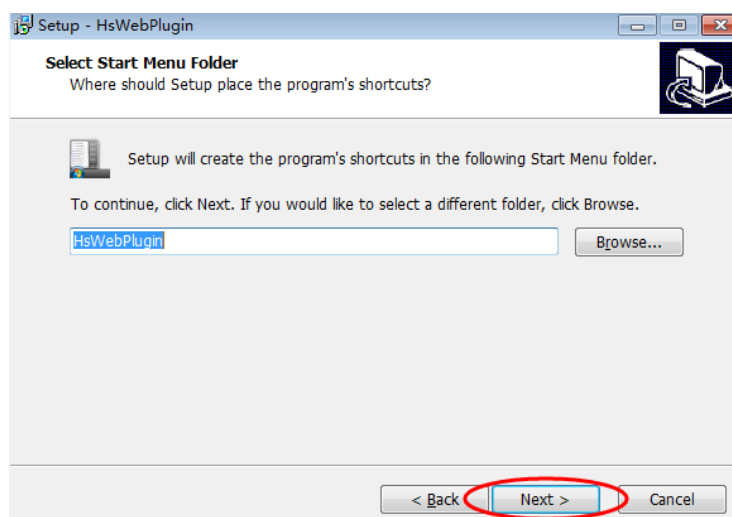 Setup - HsWebPlugin
Select Start Menu Folder
Where should Setup place the program's shortcuts?
Setup will create the program's shortcuts in the following Start Menu folder.
To continue, click Next. If you would like to select a different folder, click Browse.
HsWebPlugin
Browse...
< Back
Next >
Cancel